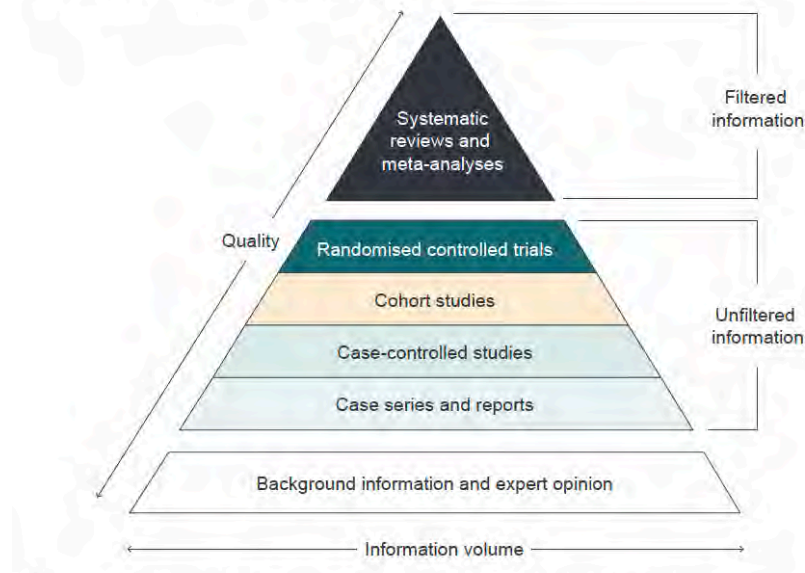 Systematic
reviews and
meta-analyses
Filtered
information
Quality
Randomised controlled trials
Cohort studies
Unfiltered
information
Case-controlled studies
Case series and reports
Background information and expert opinion
Information volume